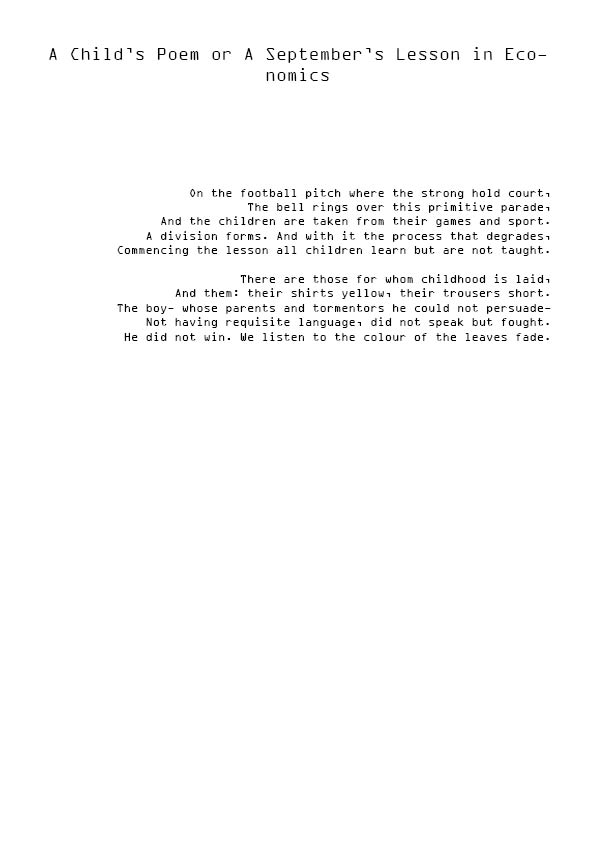 A Child's Poem or A September's Lesson in Eco-
nomics
On the football pitch where the strong hold court,
The bell rings over this primitive parade,
And the children are taken from their games and sport.
A division forms. And with it the process that degrades,
Commencing the lesson all children learn but are not taught.
There are those for whom childhood is laid,
And them: their shirts yellow, their trousers short.
The boy- whose parents and tormentors he could not persuade-
Not having requisite language, did not speak but fought.
He did not win. We listen to the colour of the leaves fade.